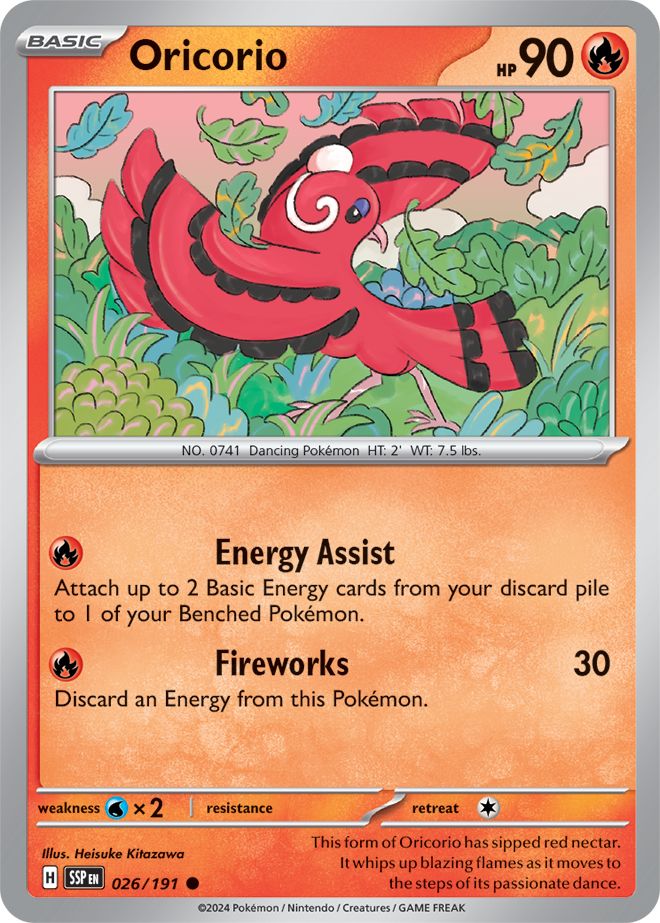 BASIC
Oricorio
HP 90
NO. 0741 Dancing Pokémon HT: 2' WT: 7.5 lbs.
Energy Assist
Attach up to 2 Basic Energy cards from your discard pile
to 1 of your Benched Pokémon.
Fireworks 30
Discard an Energy from this Pokémon.
weakness ×2 resistance retreat
Illus. Heisuke Kitazawa
H SSP EN 026/191
This form of Oricorio has sipped red nectar.
It whips up blazing flames as it moves to
the steps of its passionate dance.
©2024 Pokémon / Nintendo / Creatures / GAME FREAK